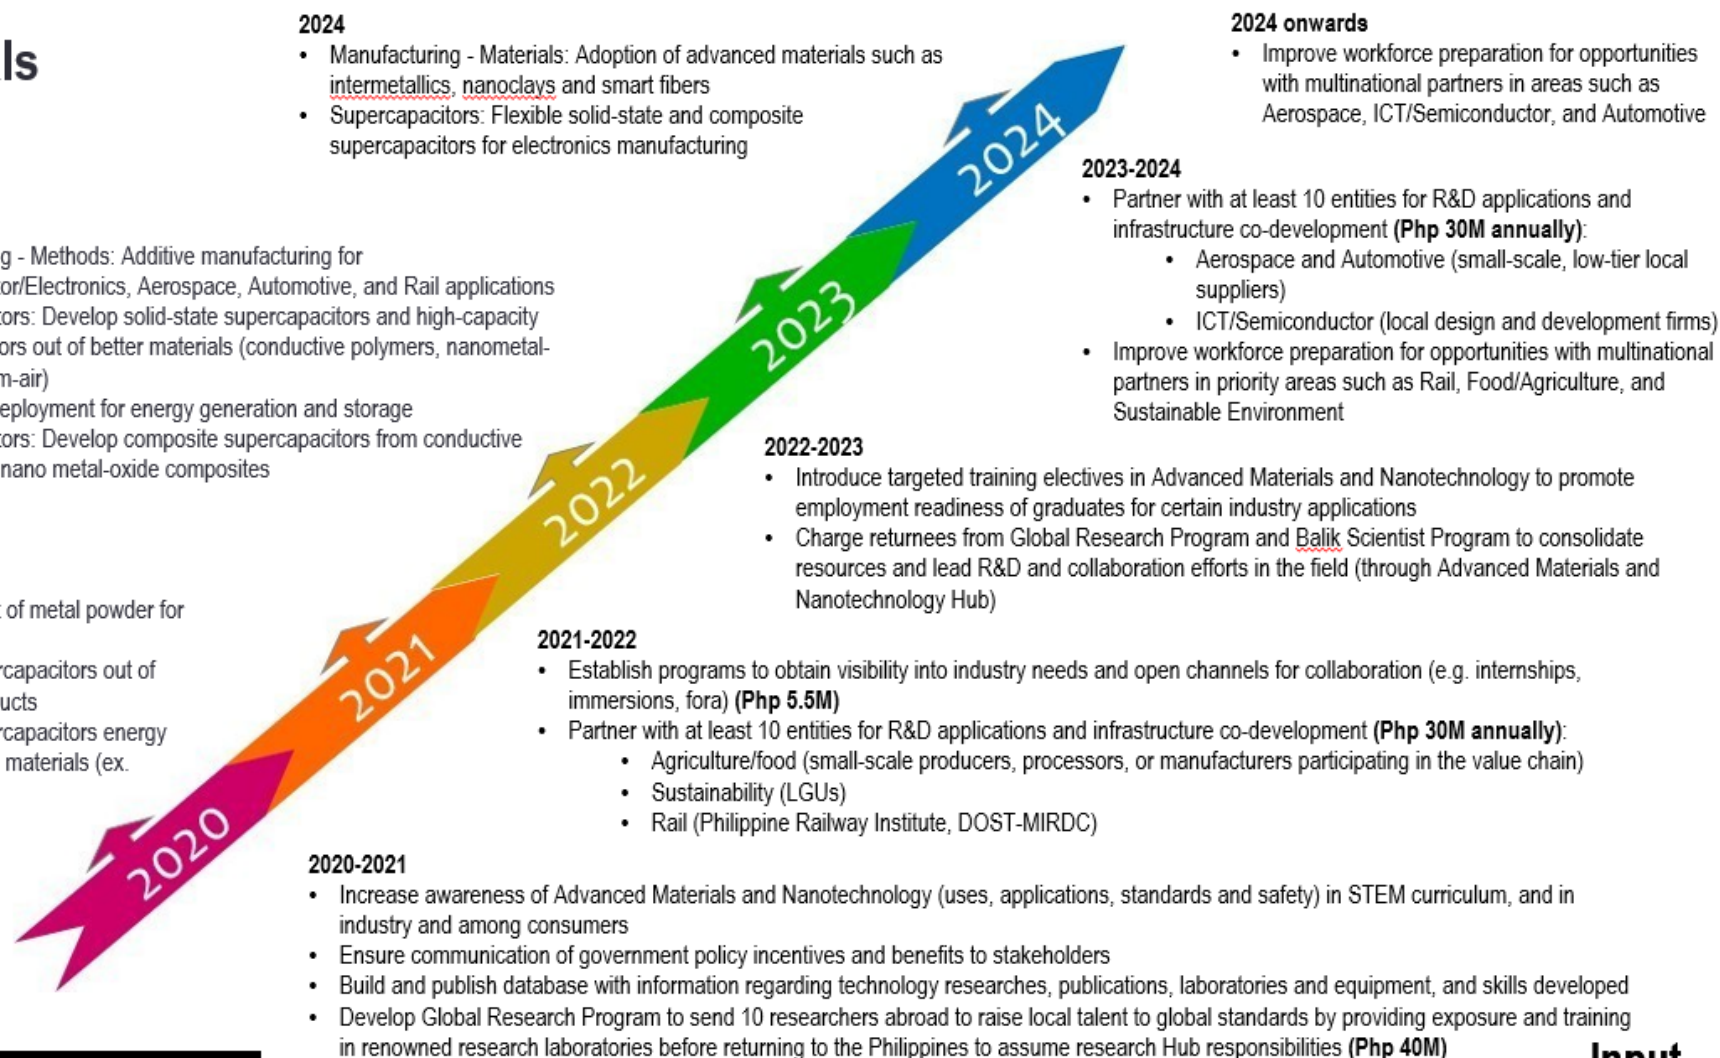 ls
2024
• Manufacturing - Materials: Adoption of advanced materials such as
intermetallics, nanoclays and smart fibers
• Supercapacitors: Flexible solid-state and composite
supercapacitors for electronics manufacturing
g - Methods: Additive manufacturing for
tor/Electronics, Aerospace, Automotive, and Rail applications
tors: Develop solid-state supercapacitors and high-capacity
ors out of better materials (conductive polymers, nanometal-
m-air)
eployment for energy generation and storage
tors: Develop composite supercapacitors from conductive
nano metal-oxide composites
t of metal powder for
rcapacitors out of
ucts
rcapacitors energy
materials (ex.
2024
2023
2022
2021
2020
2024 onwards
• Improve workforce preparation for opportunities
with multinational partners in areas such as
Aerospace, ICT/Semiconductor, and Automotive
2023-2024
• Partner with at least 10 entities for R&D applications and
infrastructure co-development (Php 30M annually):
• Aerospace and Automotive (small-scale, low-tier local
suppliers)
• ICT/Semiconductor (local design and development firms)
• Improve workforce preparation for opportunities with multinational
partners in priority areas such as Rail, Food/Agriculture, and
Sustainable Environment
2022-2023
• Introduce targeted training electives in Advanced Materials and Nanotechnology to promote
employment readiness of graduates for certain industry applications
• Charge returnees from Global Research Program and Balik Scientist Program to consolidate
resources and lead R&D and collaboration efforts in the field (through Advanced Materials and
Nanotechnology Hub)
2021-2022
• Establish programs to obtain visibility into industry needs and open channels for collaboration (e.g. internships,
immersions, fora) (Php 5.5M)
• Partner with at least 10 entities for R&D applications and infrastructure co-development (Php 30M annually):
• Agriculture/food (small-scale producers, processors, or manufacturers participating in the value chain)
• Sustainability (LGUs)
• Rail (Philippine Railway Institute, DOST-MIRDC)
2020-2021
• Increase awareness of Advanced Materials and Nanotechnology (uses, applications, standards and safety) in STEM curriculum, and in
industry and among consumers
• Ensure communication of government policy incentives and benefits to stakeholders
• Build and publish database with information regarding technology researches, publications, laboratories and equipment, and skills developed
• Develop Global Research Program to send 10 researchers abroad to raise local talent to global standards by providing exposure and training
in renowned research laboratories before returning to the Philippines to assume research Hub responsibilities (Php 40M)
Input